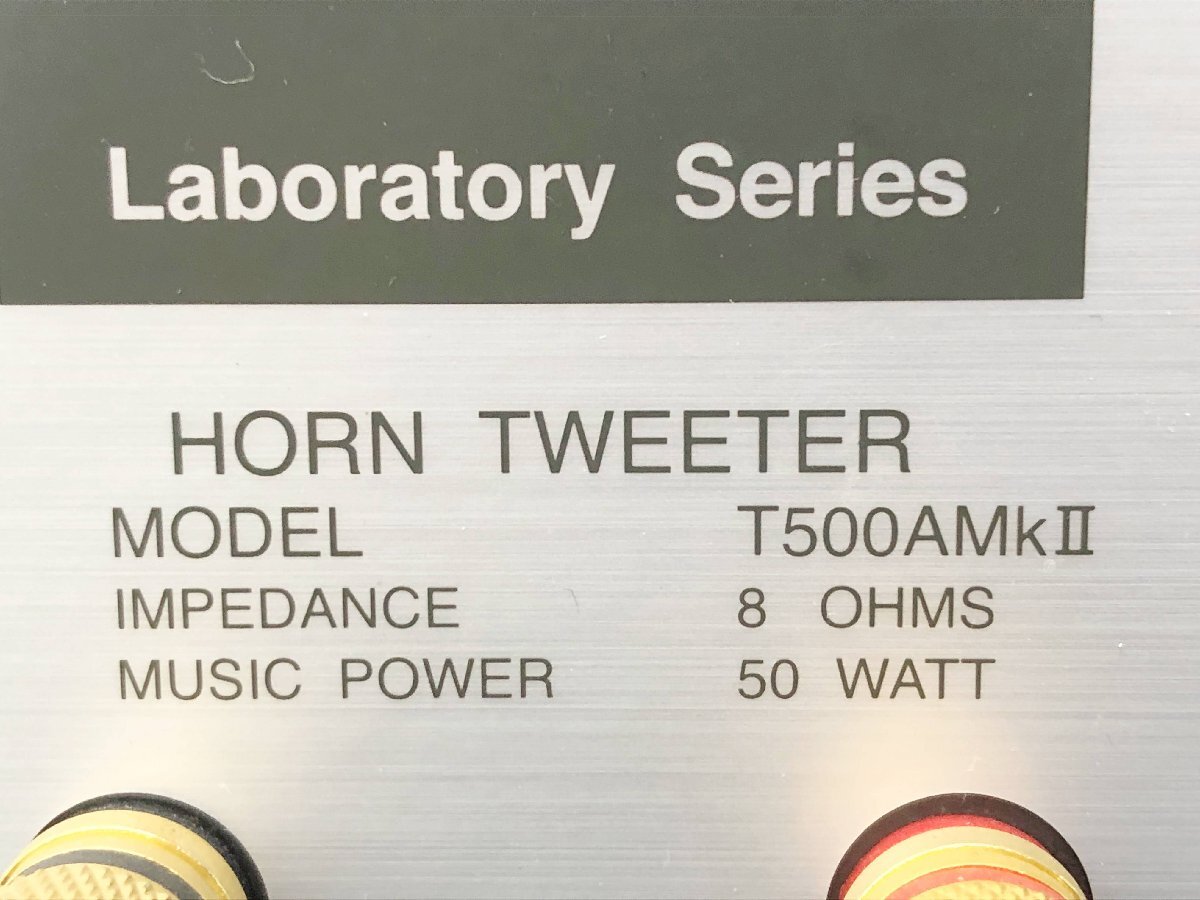 Laboratory Series
HORN TWEETER
MODEL T500AMkⅡ
IMPEDANCE 8 OHMS
MUSIC POWER 50 WATT